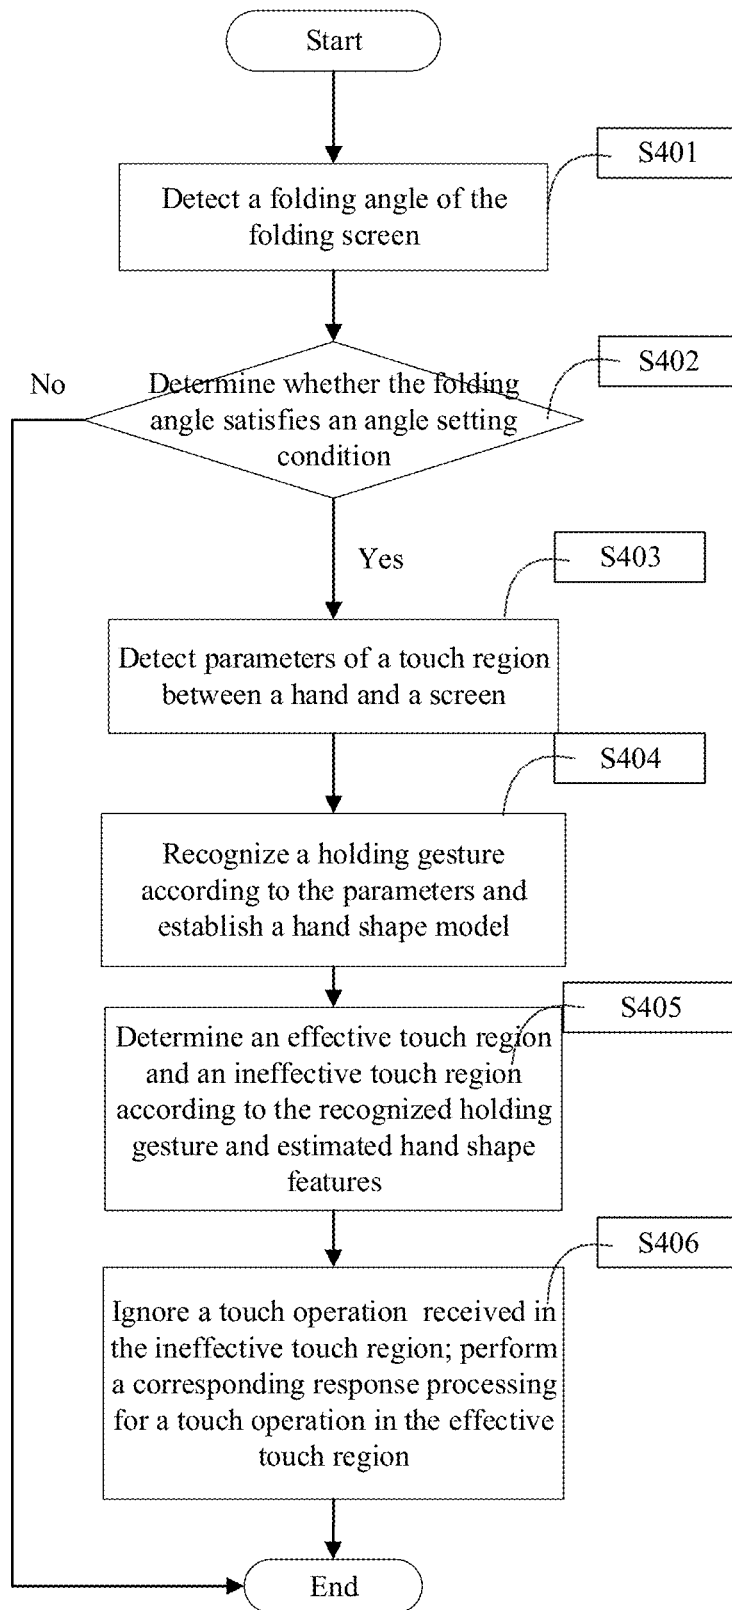 Start
S401
Detect a folding angle of the
folding screen
S402
No
Determine whether the folding
angle satisfies an angle setting
condition
Yes
S403
Detect parameters of a touch region
between a hand and a screen
S404
Recognize a holding gesture
according to the parameters and
establish a hand shape model
S405
Determine an effective touch region
and an ineffective touch region
according to the recognized holding
gesture and estimated hand shape
features
S406
Ignore a touch operation received in
the ineffective touch region; perform
a corresponding response processing
for a touch operation in the effective
touch region
End